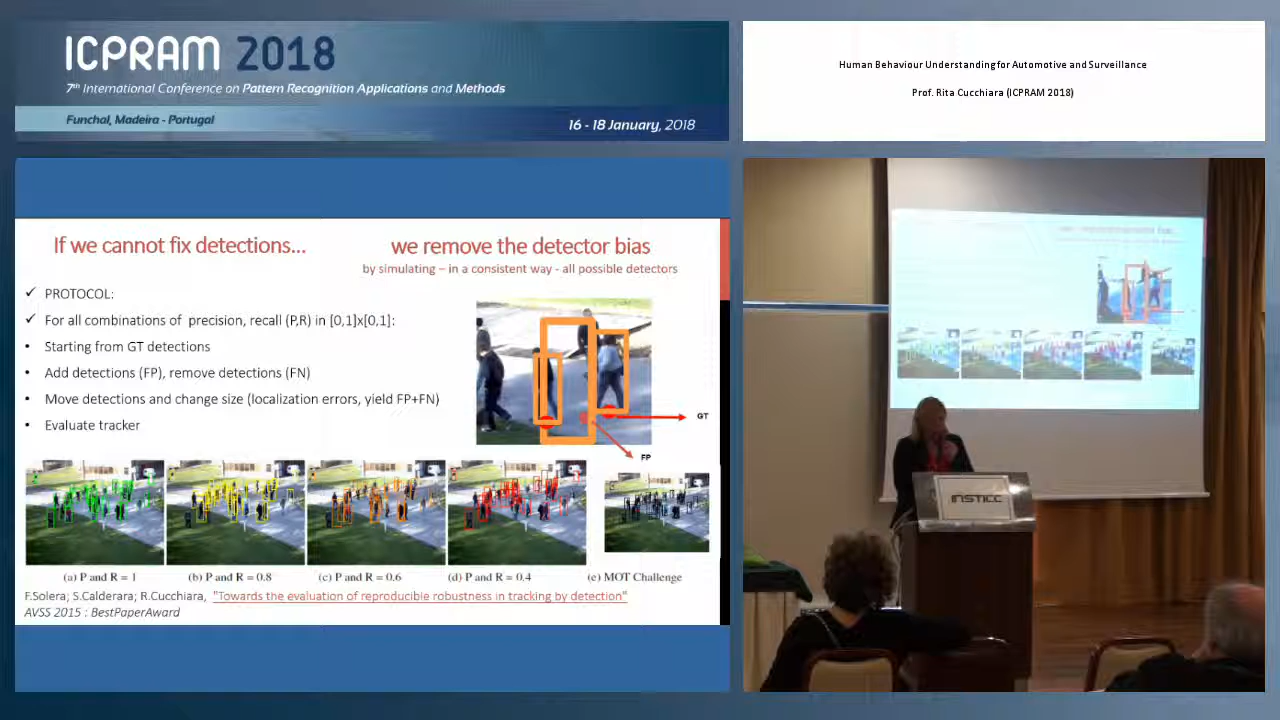 ICPRAM 2018
7th International Conference on Pattern Recognition Applications and Methods
Funchal, Madeira - Portugal
16 - 18 January, 2018
Human Behaviour Understanding for Automotive and Surveillance
Prof. Rita Cucchiara (ICPRAM 2018)
If we cannot fix detections...
we remove the detector bias
by simulating – in a consistent way - all possible detectors
✓ PROTOCOL:
✓ For all combinations of precision, recall (P,R) in [0,1]x[0,1]:
• Starting from GT detections
• Add detections (FP), remove detections (FN)
• Move detections and change size (localization errors, yield FP+FN)
• Evaluate tracker
GT
FP
(a) P and R = 1
(b) P and R = 0.8
(c) P and R = 0.6
(d) P and R = 0.4
(e) MOT Challenge
F.Solera; S.Calderara; R.Cucchiara, "Towards the evaluation of reproducible robustness in tracking by detection"
AVSS 2015 : BestPaperAward
INSTICC